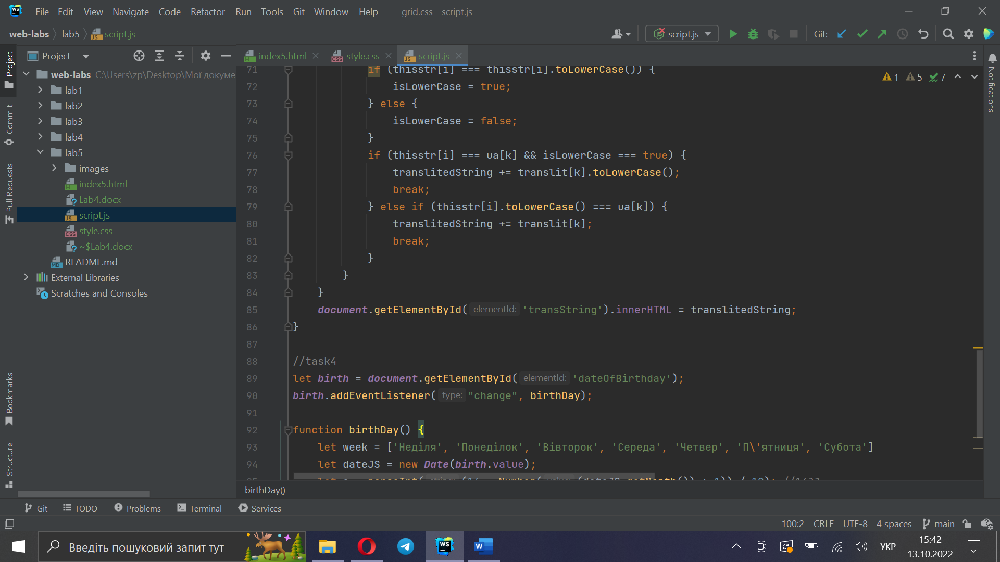 WS File Edit View Navigate Code Refactor Run Tools Git Window Help grid.css - script.js
web-labs lab5 script.js script.js Git:
Project index5.html style.css script.js
Project
Commit
Pull Requests
Bookmarks
Structure
Notifications
web-labs C:\Users\zp\Desktop\Мої докуме
lab1
lab2
lab3
lab4
lab5
images
index5.html
Lab4.docx
script.js
style.css
~$Lab4.docx
README.md
External Libraries
Scratches and Consoles
1 5 7
71 if (thisstr[i] === thisstr[i].toLowerCase()) {
72 isLowerCase = true;
73 } else {
74 isLowerCase = false;
75 }
76 if (thisstr[i] === ua[k] && isLowerCase === true) {
77 translitedString += translit[k].toLowerCase();
78 break;
79 } else if (thisstr[i].toLowerCase() === ua[k]) {
80 translitedString += translit[k];
81 break;
82 }
83 }
84 }
85 document.getElementById( elementId: 'transString').innerHTML = translitedString;
86 }
87
88 //task4
89 let birth = document.getElementById( elementId: 'dateOfBirthday');
90 birth.addEventListener( type: "change", birthDay);
91
92 function birthDay() {
93 let week = ['Неділя', 'Понеділок', 'Вівторок', 'Середа', 'Четвер', 'П\'ятниця', 'Субота']
94 let dateJS = new Date(birth.value);
birthDay()
Git TODO Problems Terminal Services
100:2 CRLF UTF-8 4 spaces main
Введіть пошуковий запит тут WS W УКР 15:42
13.10.2022